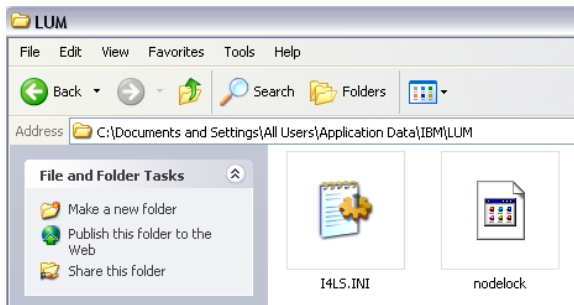 LUM
File Edit View Favorites Tools Help
Back Search Folders
Address C:\Documents and Settings\All Users\Application Data\IBM\LUM
File and Folder Tasks
Make a new folder
Publish this folder to the
Web
Share this folder
I4LS.INI nodelock